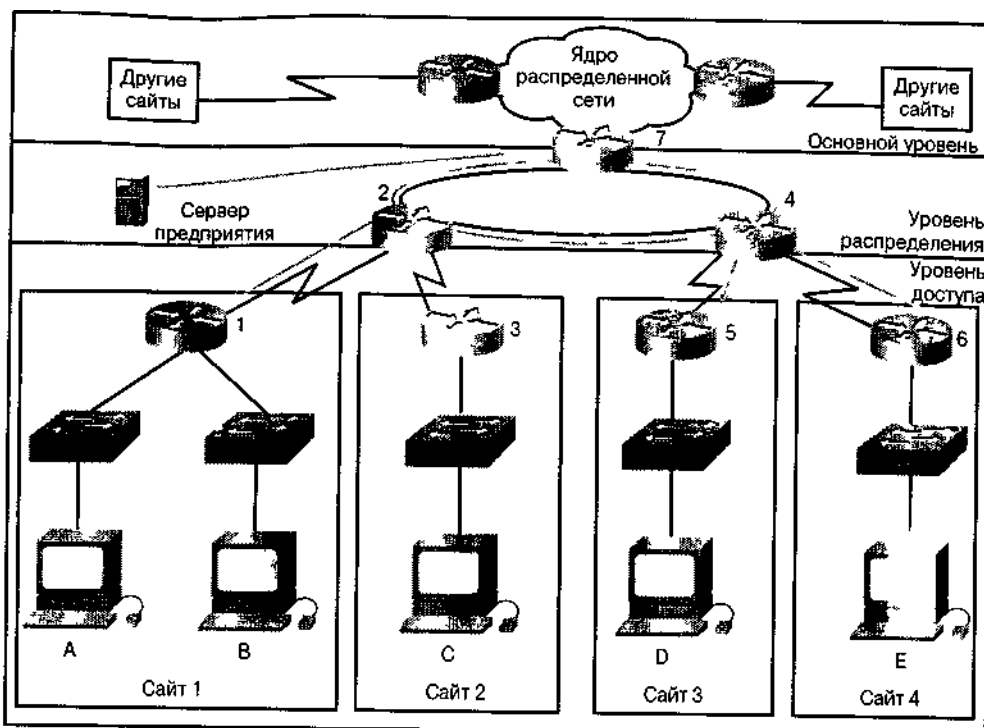 Ядро
распределенной
сети
Другие
сайты
Другие
сайты
7
Основной уровень
2
4
Сервер
предприятия
Уровень
распределения
Уровень
доступа
1
3
5
6
A
B
C
D
E
Сайт 1
Сайт 2
Сайт 3
Сайт 4